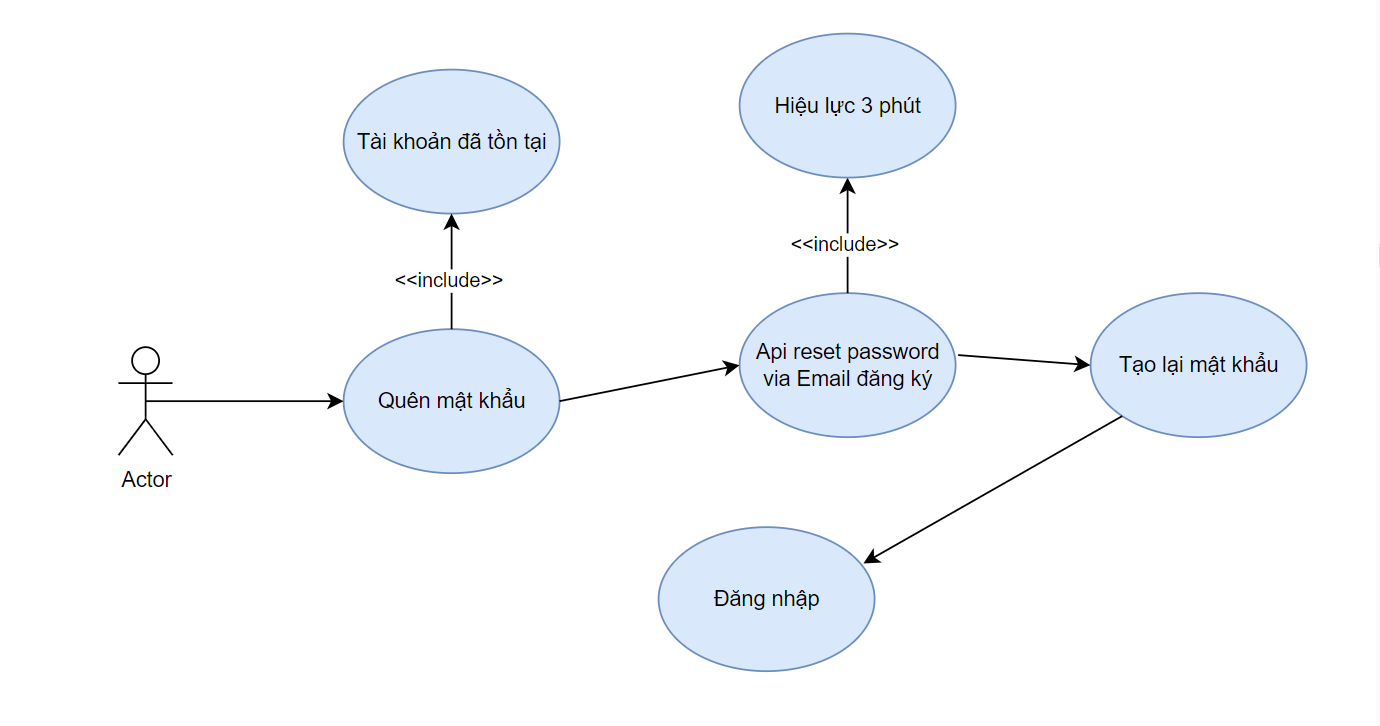 Hiệu lực 3 phút
Tài khoản đã tồn tại
<<include>>
<<include>>
Api reset password
via Email đăng ký
Tạo lại mật khẩu
Quên mật khẩu
Actor
Đăng nhập